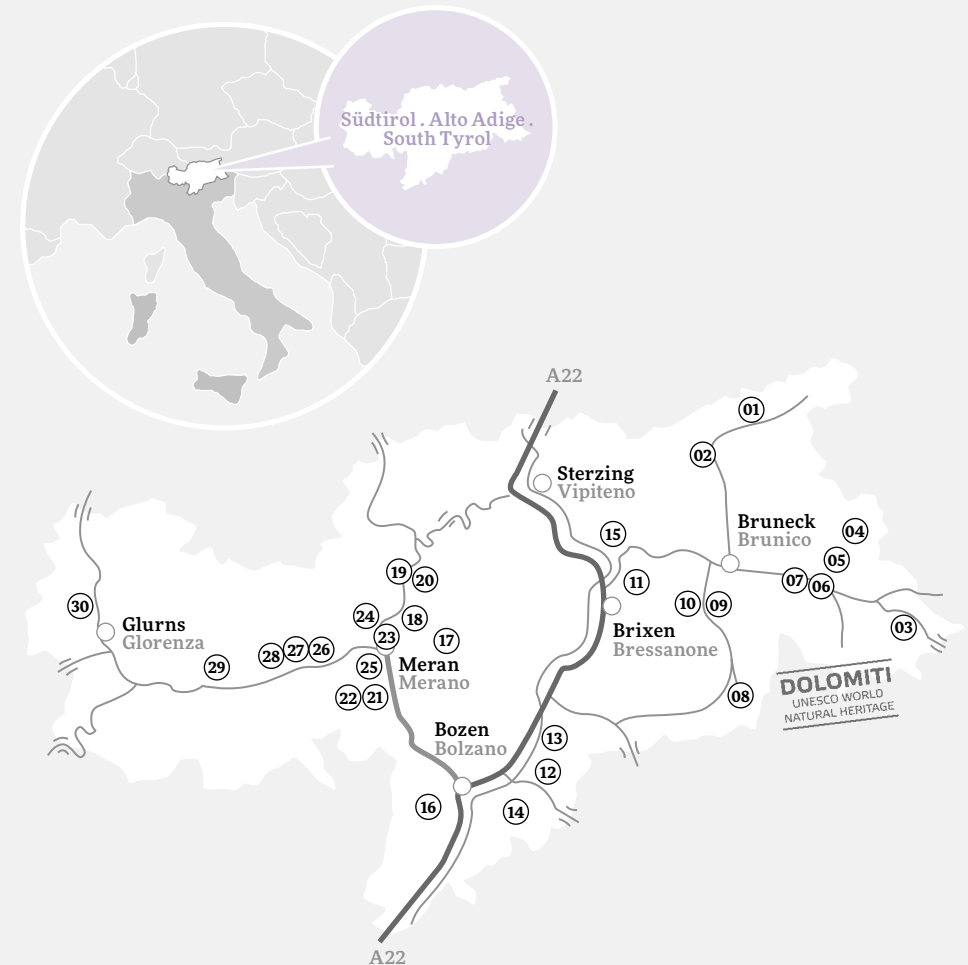 Südtirol . Alto Adige .
South Tyrol
A22
01
02
Sterzing
Vipiteno
Bruneck
Brunico
04
15
05
19
20
11
07
06
30
24
18
10
09
Glurns
Glorenza
23
17
Brixen
Bressanone
03
28
27
26
29
25
Meran
Merano
22
21
08
DOLOMITI
UNESCO WORLD
NATURAL HERITAGE
Bozen
Bolzano
13
12
16
14
A22